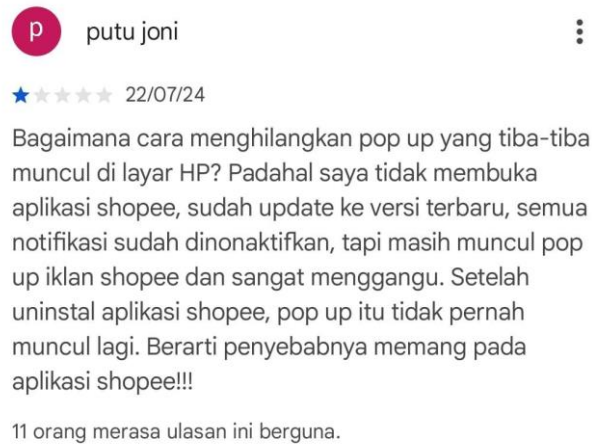 p
putu joni
22/07/24
Bagaimana cara menghilangkan pop up yang tiba-tiba
muncul di layar HP? Padahal saya tidak membuka
aplikasi shopee, sudah update ke versi terbaru, semua
notifikasi sudah dinonaktifkan, tapi masih muncul pop
up iklan shopee dan sangat menggangu. Setelah
uninstal aplikasi shopee, pop up itu tidak pernah
muncul lagi. Berarti penyebabnya memang pada
aplikasi shopee!!!
11 orang merasa ulasan ini berguna.